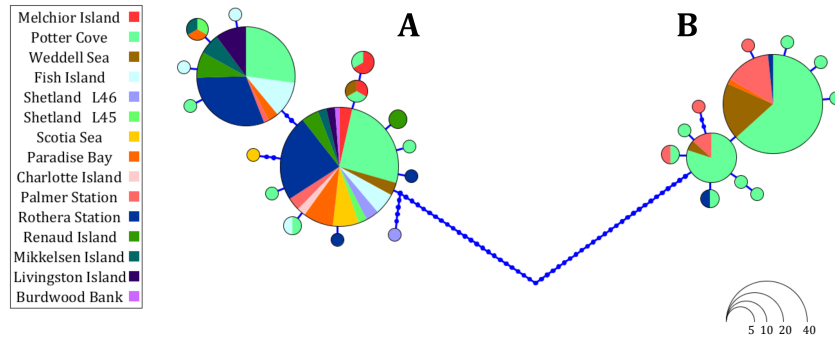 Melchior Island
Potter Cove
Weddell Sea
Fish Island
Shetland L46
Shetland L45
Scotia Sea
Paradise Bay
Charlotte Island
Palmer Station
Rothera Station
Renaud Island
Mikkelsen Island
Livingston Island
Burdwood Bank
A
B
5 10 20 40